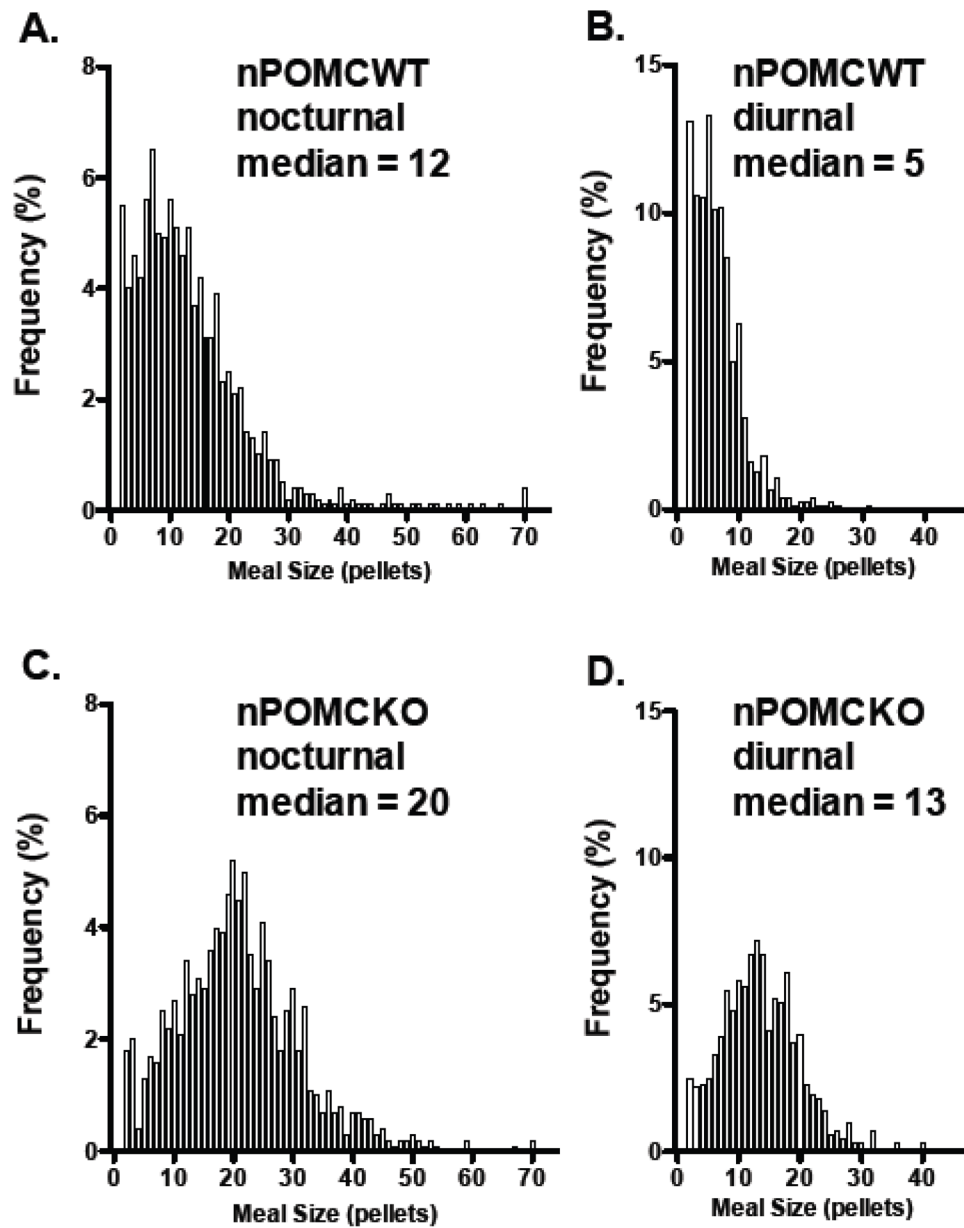 A.
nPOMCWT
nocturnal
median = 12
Frequency (%)
8
6
4
2
0
0 10 20 30 40 50 60 70
Meal Size (pellets)
B.
nPOMCWT
diurnal
median = 5
Frequency (%)
15
10
5
0
0 10 20 30 40
Meal Size (pellets)
C.
nPOMCKO
nocturnal
median = 20
Frequency (%)
8
6
4
2
0
0 10 20 30 40 50 60 70
Meal Size (pellets)
D.
nPOMCKO
diurnal
median = 13
Frequency (%)
15
10
5
0
0 10 20 30 40
Meal Size (pellets)